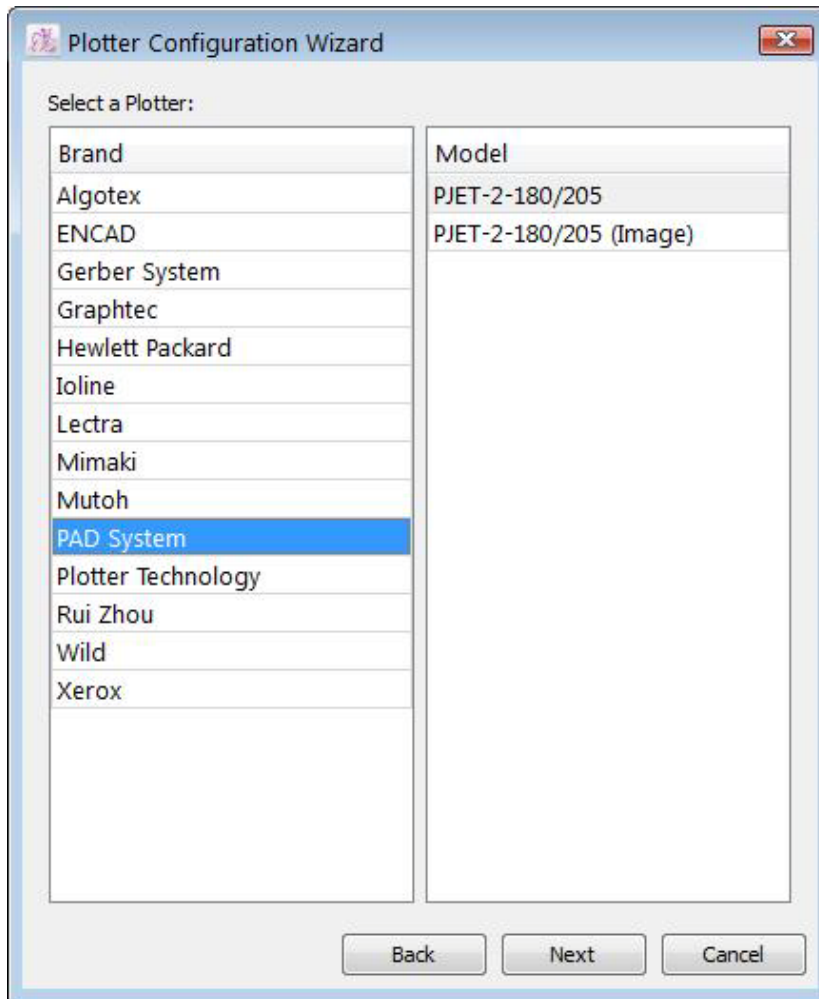 Plotter Configuration Wizard
Select a Plotter:
Brand
Algotex
ENCAD
Gerber System
Graphtec
Hewlett Packard
Ioline
Lectra
Mimaki
Mutoh
PAD System
Plotter Technology
Rui Zhou
Wild
Xerox
Model
PJET-2-180/205
PJET-2-180/205 (Image)
Back
Next
Cancel